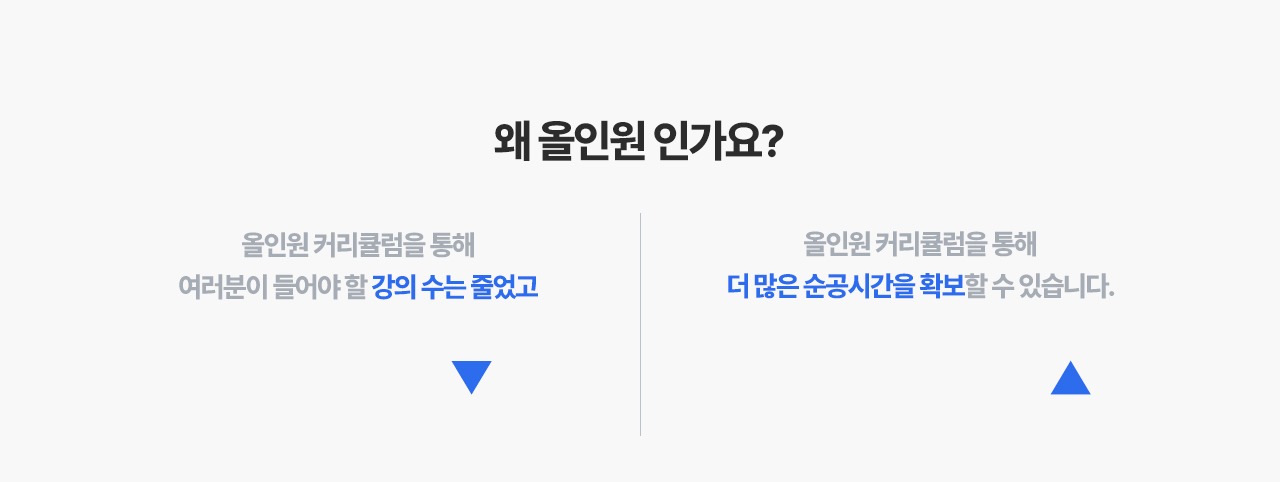 왜 올인원 인가요?
올인원 커리큘럼을 통해
여러분이 들어야 할 강의 수는 줄었고
올인원 커리큘럼을 통해
더 많은 순공시간을 확보할 수 있습니다.